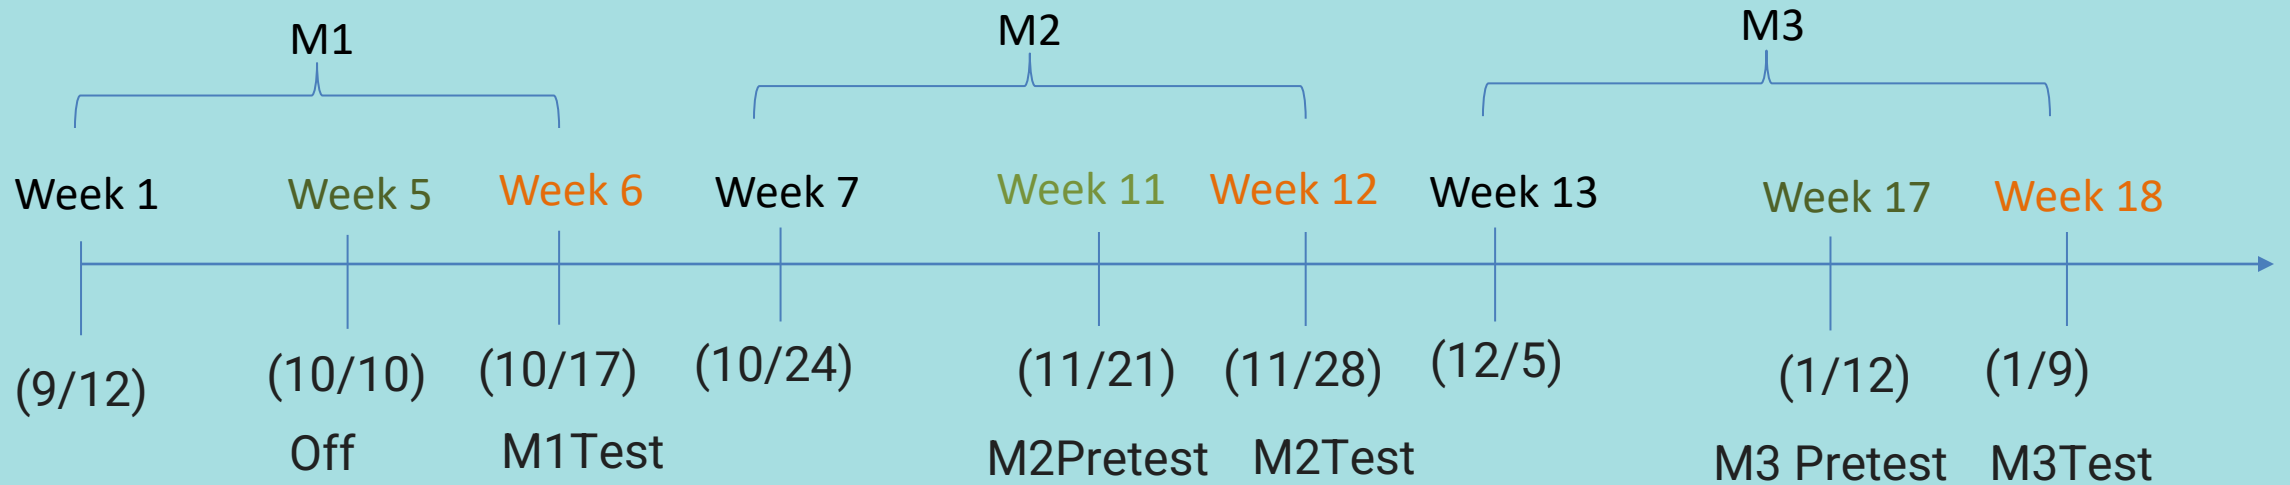 M1
M2
M3
Week 1
Week 5
Week 6
Week 7
Week 11
Week 12
Week 13
Week 17
Week 18
(9/12)
(10/10)
(10/17)
(10/24)
(11/21)
(11/28)
(12/5)
(1/12)
(1/9)
Off
M1Test
M2Pretest
M2Test
M3 Pretest
M3Test